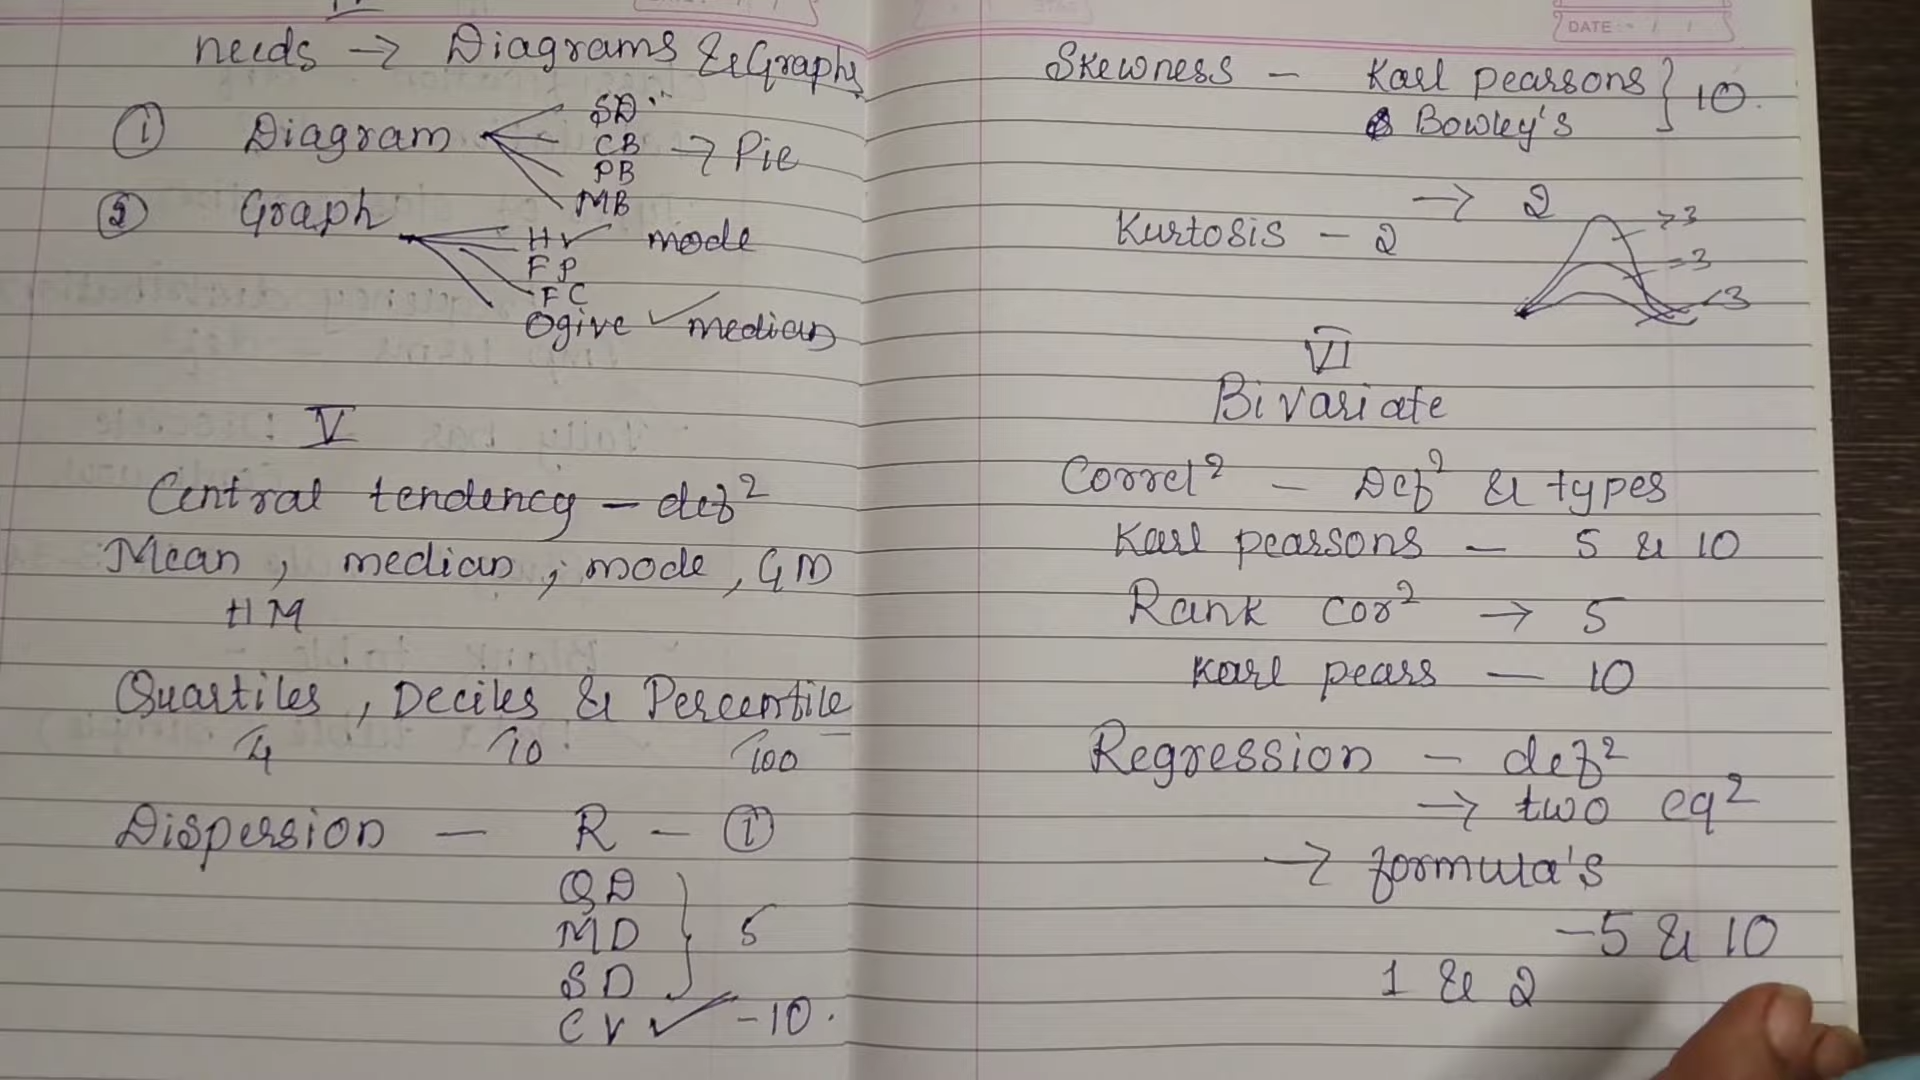 needs → Diagrams & Graphs
① Diagram
SD
CB → Pie
PB
MB
② Graph
H ✓ mode
F P
F C
Ogive ✓ median
V
Central tendency – def²
Mean, median, mode, GM
HM
Quartiles, Deciles & Percentile
4 10 100
Dispersion — R – ①
QD
MD } 5
SD
CV ✓ – 10.
DATE :- / /
Skewness – Karl pearsons } 10.
Bowley's
→ 2
Kurtosis – 2
>3
=3
<3
VI
Bivariate
Correl² – Def² & types
Karl pearsons – 5 & 10
Rank cor² → 5
Karl pears – 10
Regression – def²
→ two eq²
→ formula's
– 5 & 10
1 & 2